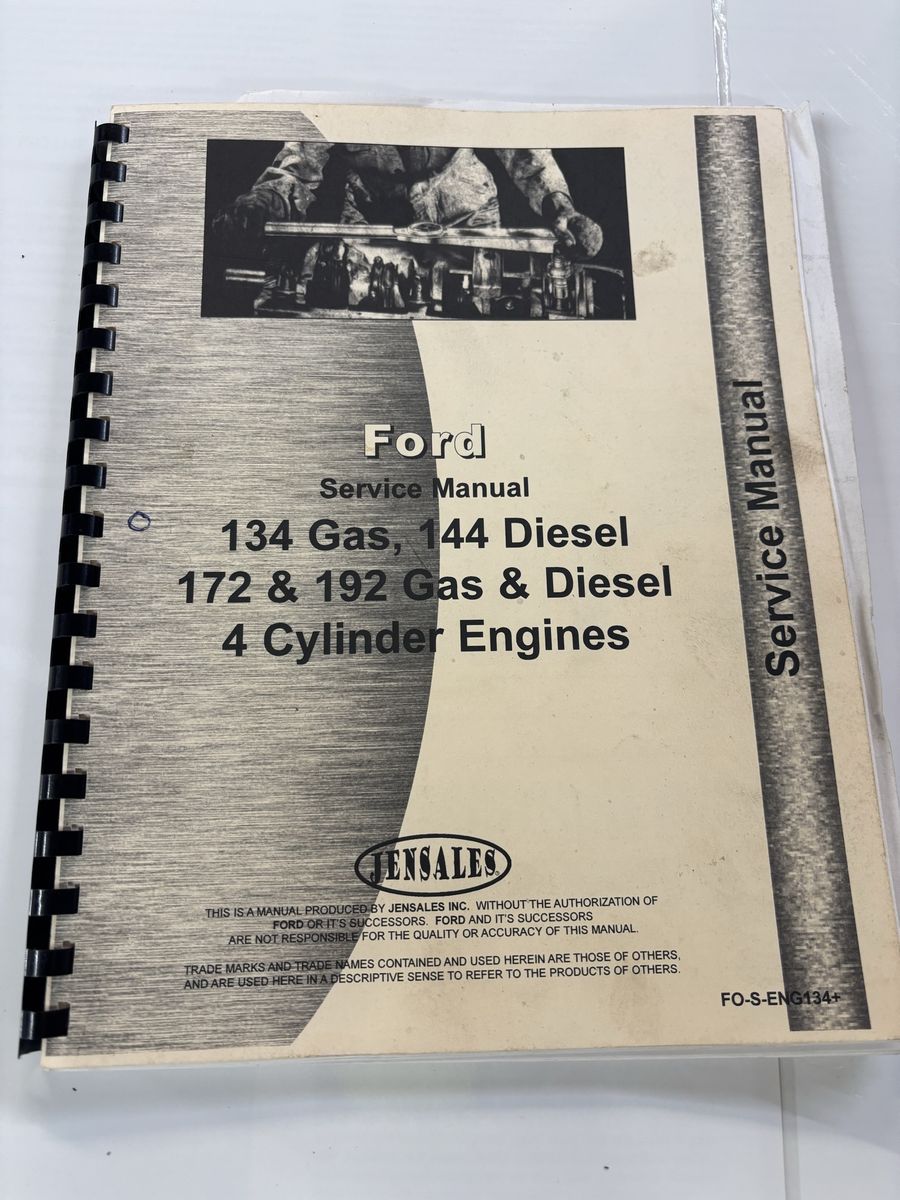 Ford
Service Manual
134 Gas, 144 Diesel
172 & 192 Gas & Diesel
4 Cylinder Engines
Service Manual
JENSALES®
THIS IS A MANUAL PRODUCED BY JENSALES INC. WITHOUT THE AUTHORIZATION OF
FORD OR IT'S SUCCESSORS. FORD AND IT'S SUCCESSORS
ARE NOT RESPONSIBLE FOR THE QUALITY OR ACCURACY OF THIS MANUAL.
TRADE MARKS AND TRADE NAMES CONTAINED AND USED HEREIN ARE THOSE OF OTHERS,
AND ARE USED HERE IN A DESCRIPTIVE SENSE TO REFER TO THE PRODUCTS OF OTHERS.
FO-S-ENG134+